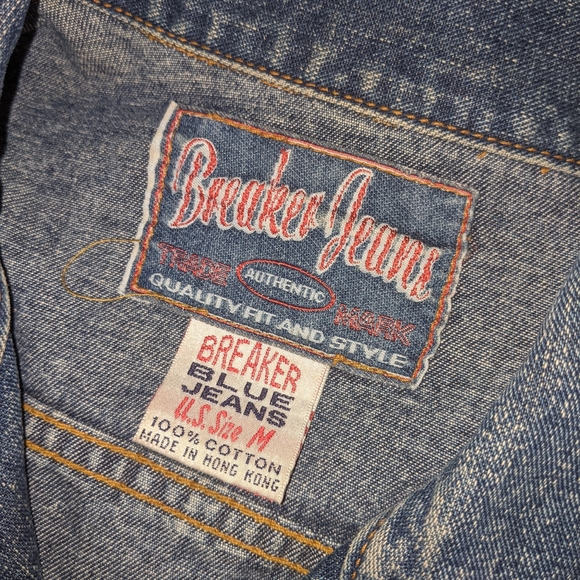 Breaker Jeans
TRADE AUTHENTIC MARK
QUALITY FIT AND STYLE
BREAKER
BLUE
JEANS
U.S. Size M
100% COTTON
MADE IN HONG KONG